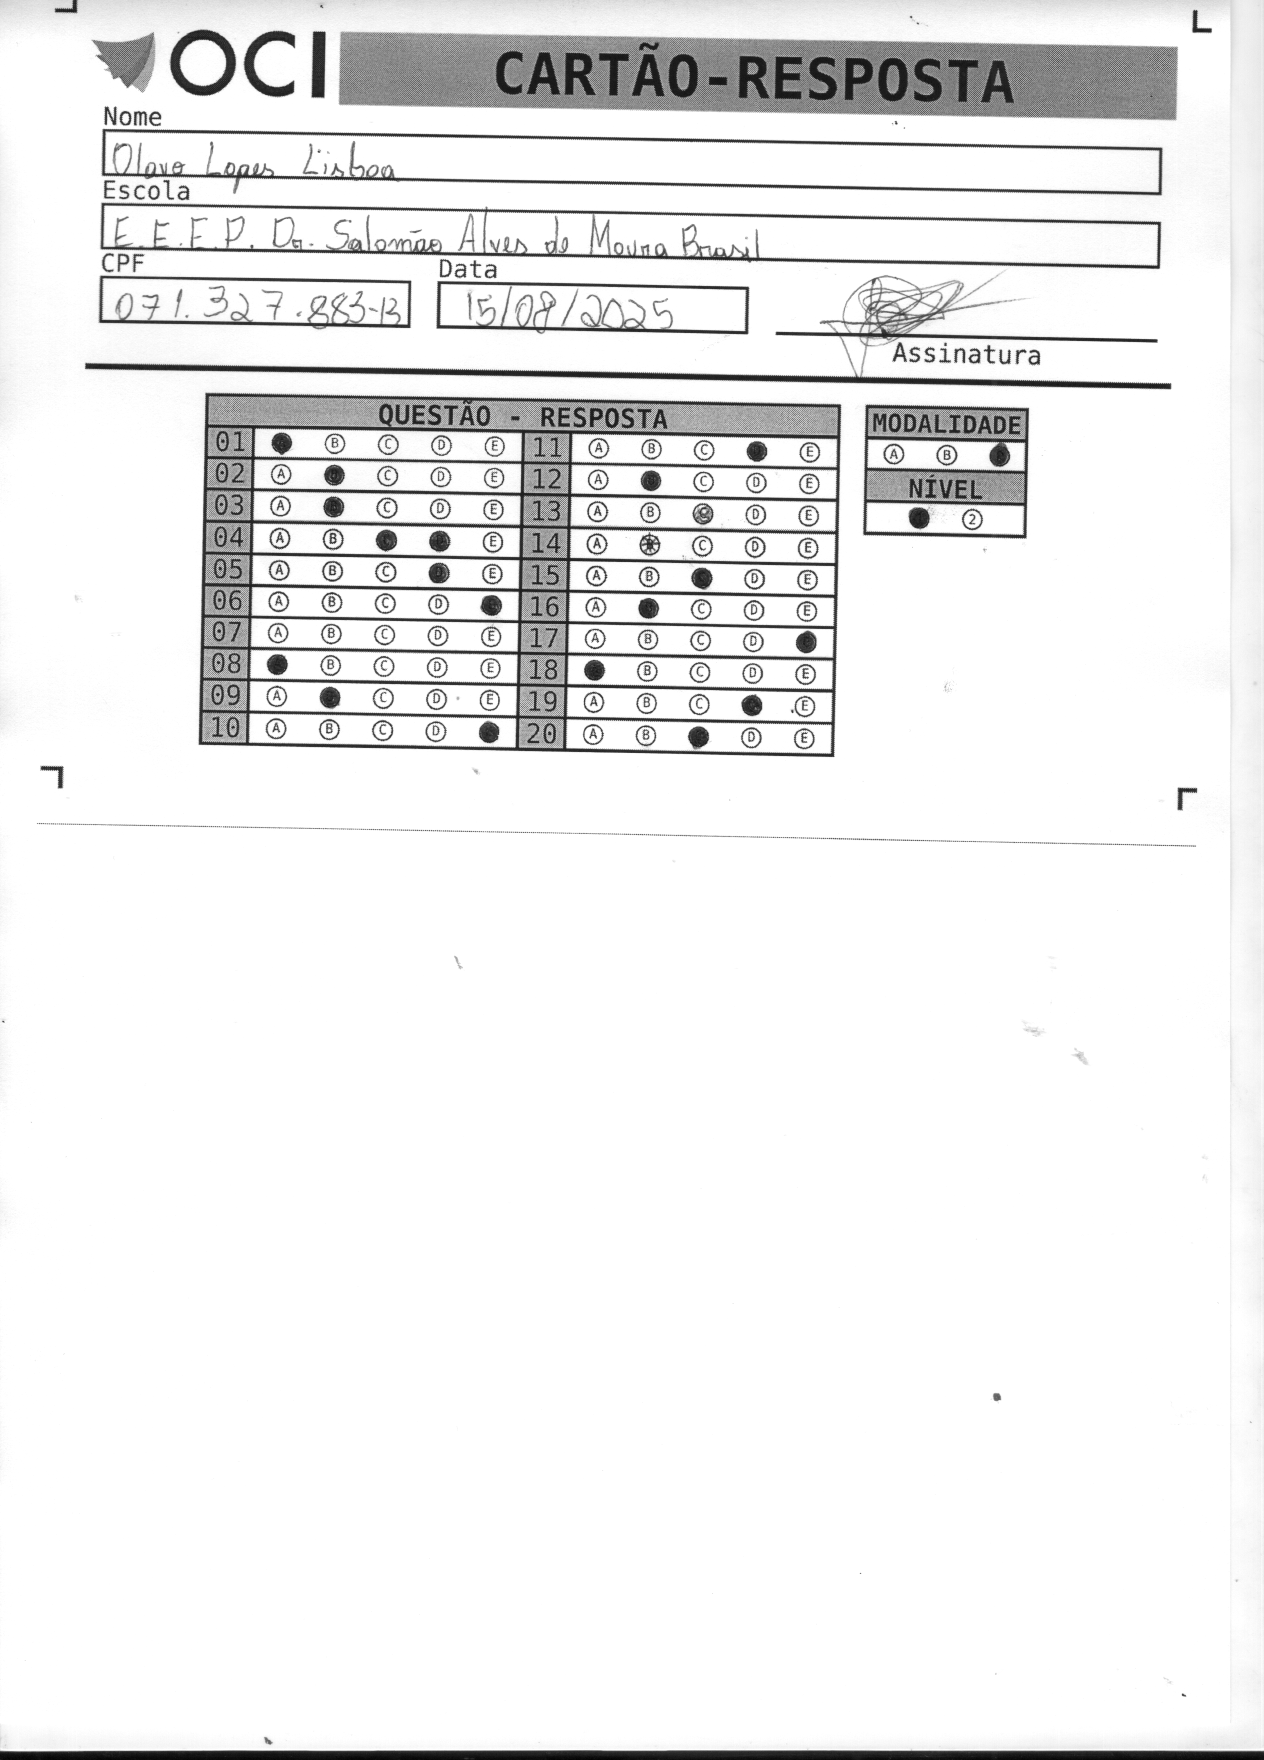 OCI CARTÃO-RESPOSTA
Nome
Olavo Lopes Lisboa
Escola
E.E.E.P. Dr. Salomão Alves de Moura Brasil
CPF Data
071.327.883-13 15/08/2025
Assinatura
QUESTÃO - RESPOSTA MODALIDADE
01 B C D E 11 A B C E A B
02 A C D E 12 A C D E NÍVEL
03 A C D E 13 A B C D E 2
04 A B E 14 A C D E
05 A B C E 15 A B D E
06 A B C D 16 A C D E
07 A B C D E 17 A B C D
08 B C D E 18 B C D E
09 A C D E 19 A B C E
10 A B C D 20 A B D E